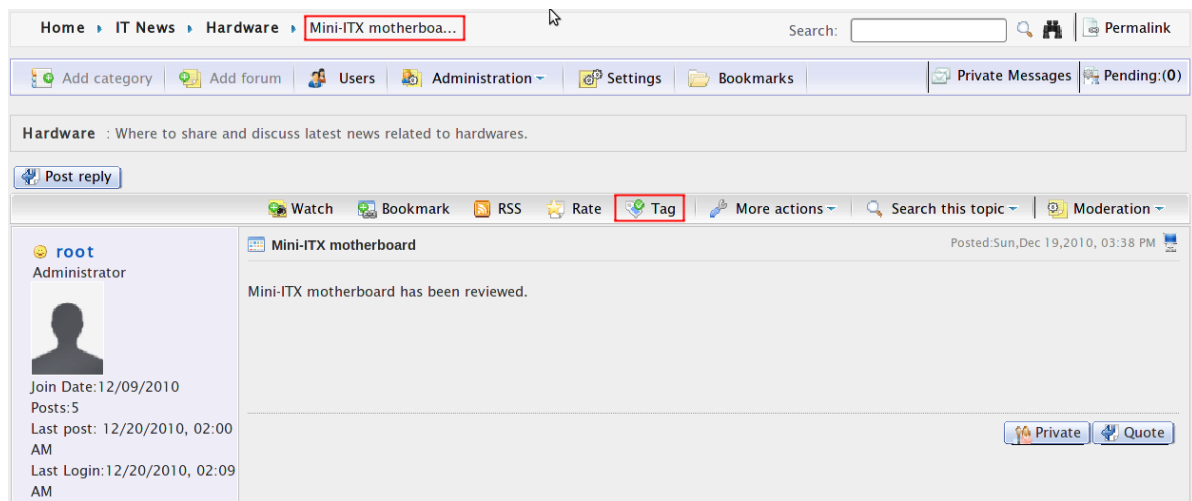 Home IT News Hardware Mini-ITX motherboa... Search: Permalink
Add category Add forum Users Administration Settings Bookmarks Private Messages Pending:(0)
Hardware : Where to share and discuss latest news related to hardwares.
Post reply
Watch Bookmark RSS Rate Tag More actions Search this topic Moderation
root
Administrator
Join Date:12/09/2010
Posts:5
Last post: 12/20/2010, 02:00
AM
Last Login:12/20/2010, 02:09
AM
Mini-ITX motherboard Posted:Sun,Dec 19,2010, 03:38 PM
Mini-ITX motherboard has been reviewed.
Private Quote